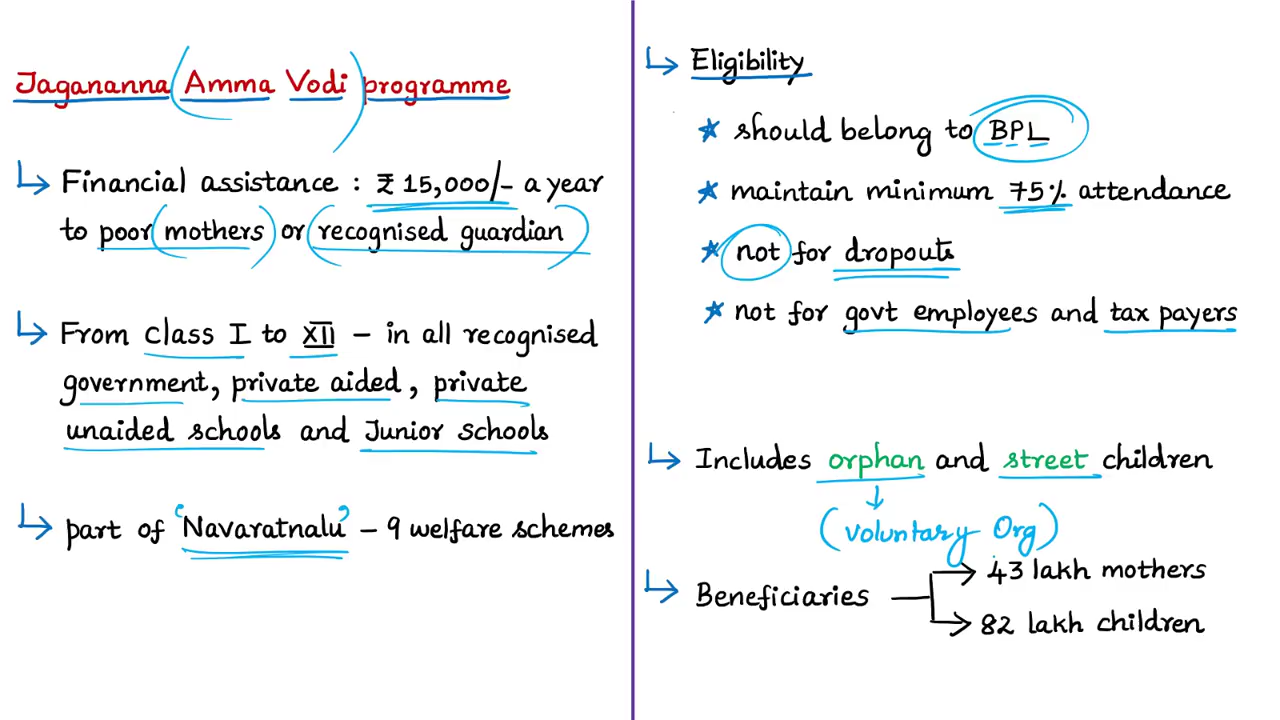 Jagananna (Amma Vodi) programme
↳ Financial assistance : ₹ 15,000/- a year
to poor (mothers) or (recognised guardian)
↳ From class I to XII – in all recognised
government, private aided, private
unaided schools and Junior schools
↳ part of 'Navaratnalu' – 9 welfare schemes
↳ Eligibility
★ should belong to BPL
★ maintain minimum 75% attendance
★ not for dropouts
★ not for govt employees and tax payers
↳ Includes orphan and street children
↓
(voluntary Org)
↳ Beneficiaries → 43 lakh mothers
→ 82 lakh children